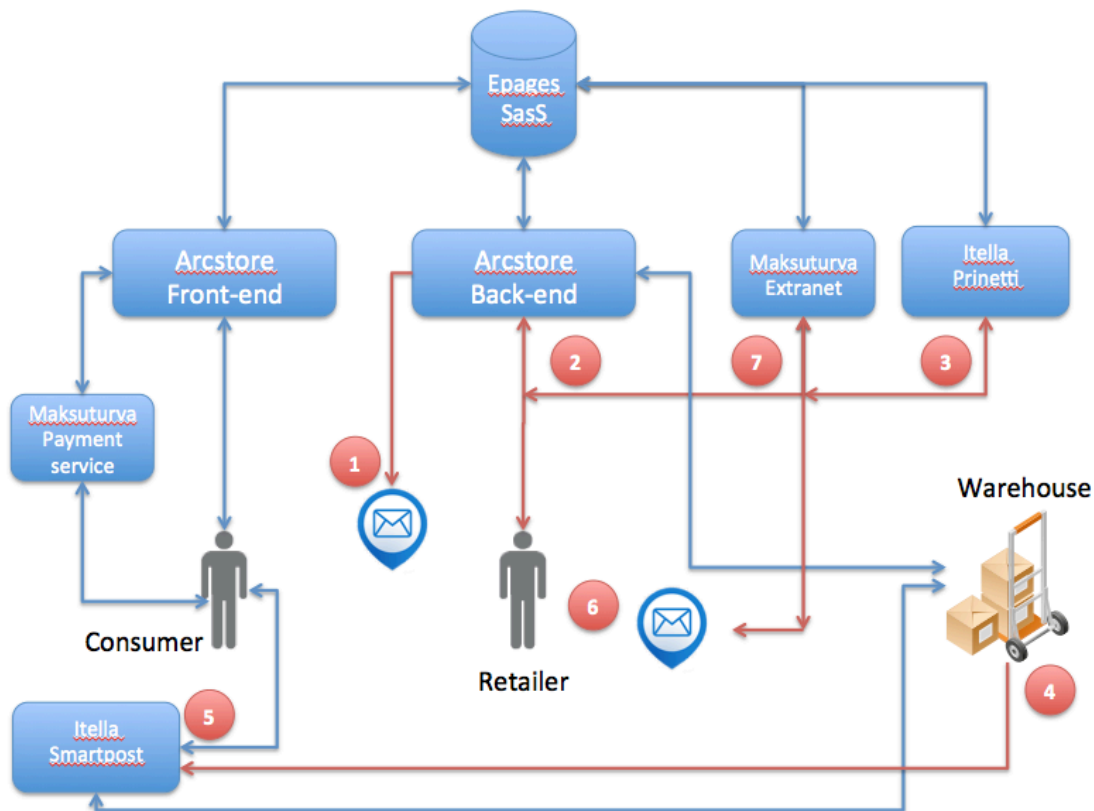 Epages
SasS
Arcstore
Front-end
Arcstore
Back-end
Maksuturva
Extranet
Itella
Prinetti
2
7
3
Maksuturva
Payment
service
1
Warehouse
6
Consumer
Retailer
4
5
Itella
Smartpost